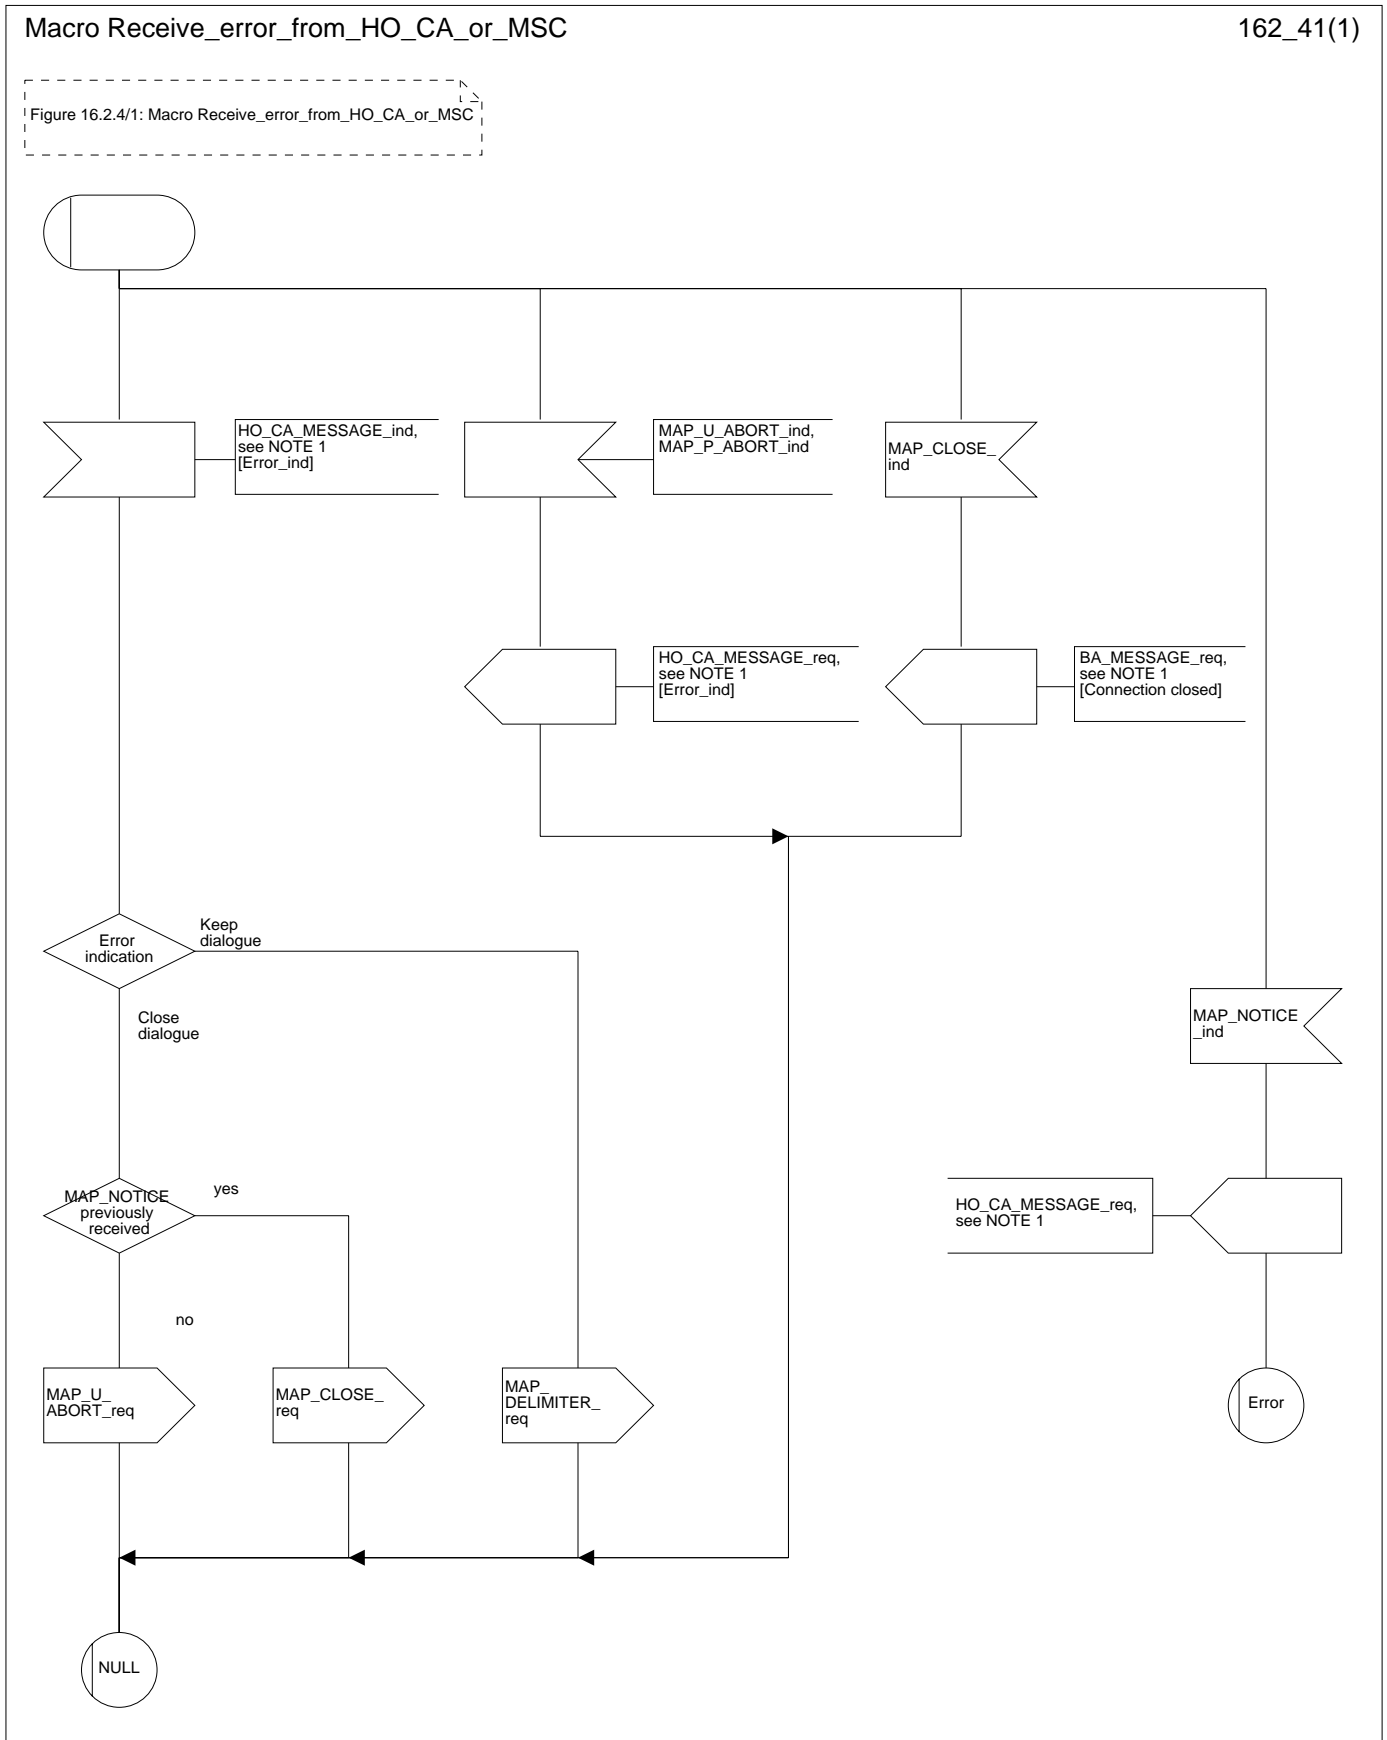 Macro Receive_error_from_HO_CA_or_MSC
162_41(1)
Figure 16.2.4/1: Macro Receive_error_from_HO_CA_or_MSC
HO_CA_MESSAGE_ind,
see NOTE 1
[Error_ind]
MAP_U_ABORT_ind,
MAP_P_ABORT_ind
MAP_CLOSE_
ind
HO_CA_MESSAGE_req,
see NOTE 1
[Error_ind]
BA_MESSAGE_req,
see NOTE 1
[Connection closed]
Error
indication
Keep
dialogue
Close
dialogue
MAP_NOTICE
_ind
MAP_NOTICE
previously
received
yes
HO_CA_MESSAGE_req,
see NOTE 1
no
MAP_U_
ABORT_req
MAP_CLOSE_
req
MAP_
DELIMITER_
req
Error
NULL